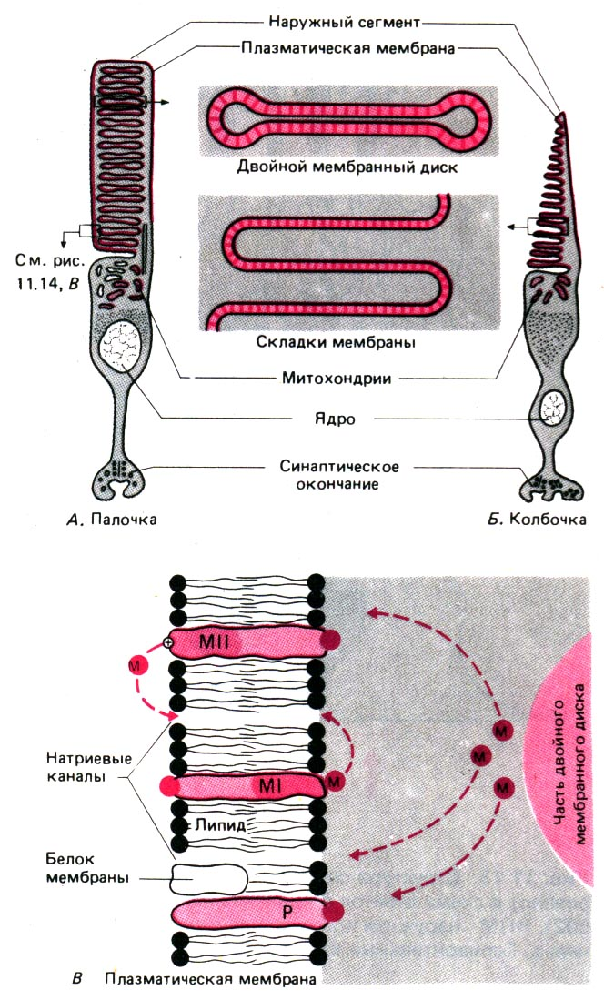 Наружный сегмент
Плазматическая мембрана
Двойной мембранный диск
См. рис.
11.14, В
Складки мембраны
Митохондрии
Ядро
Синаптическое
окончание
А. Палочка
Б. Колбочка
MII
M
M
M
M
Натриевые
каналы
MI
M
Липид
Белок
мембраны
P
Часть двойного
мембранного диска
В Плазматическая мембрана